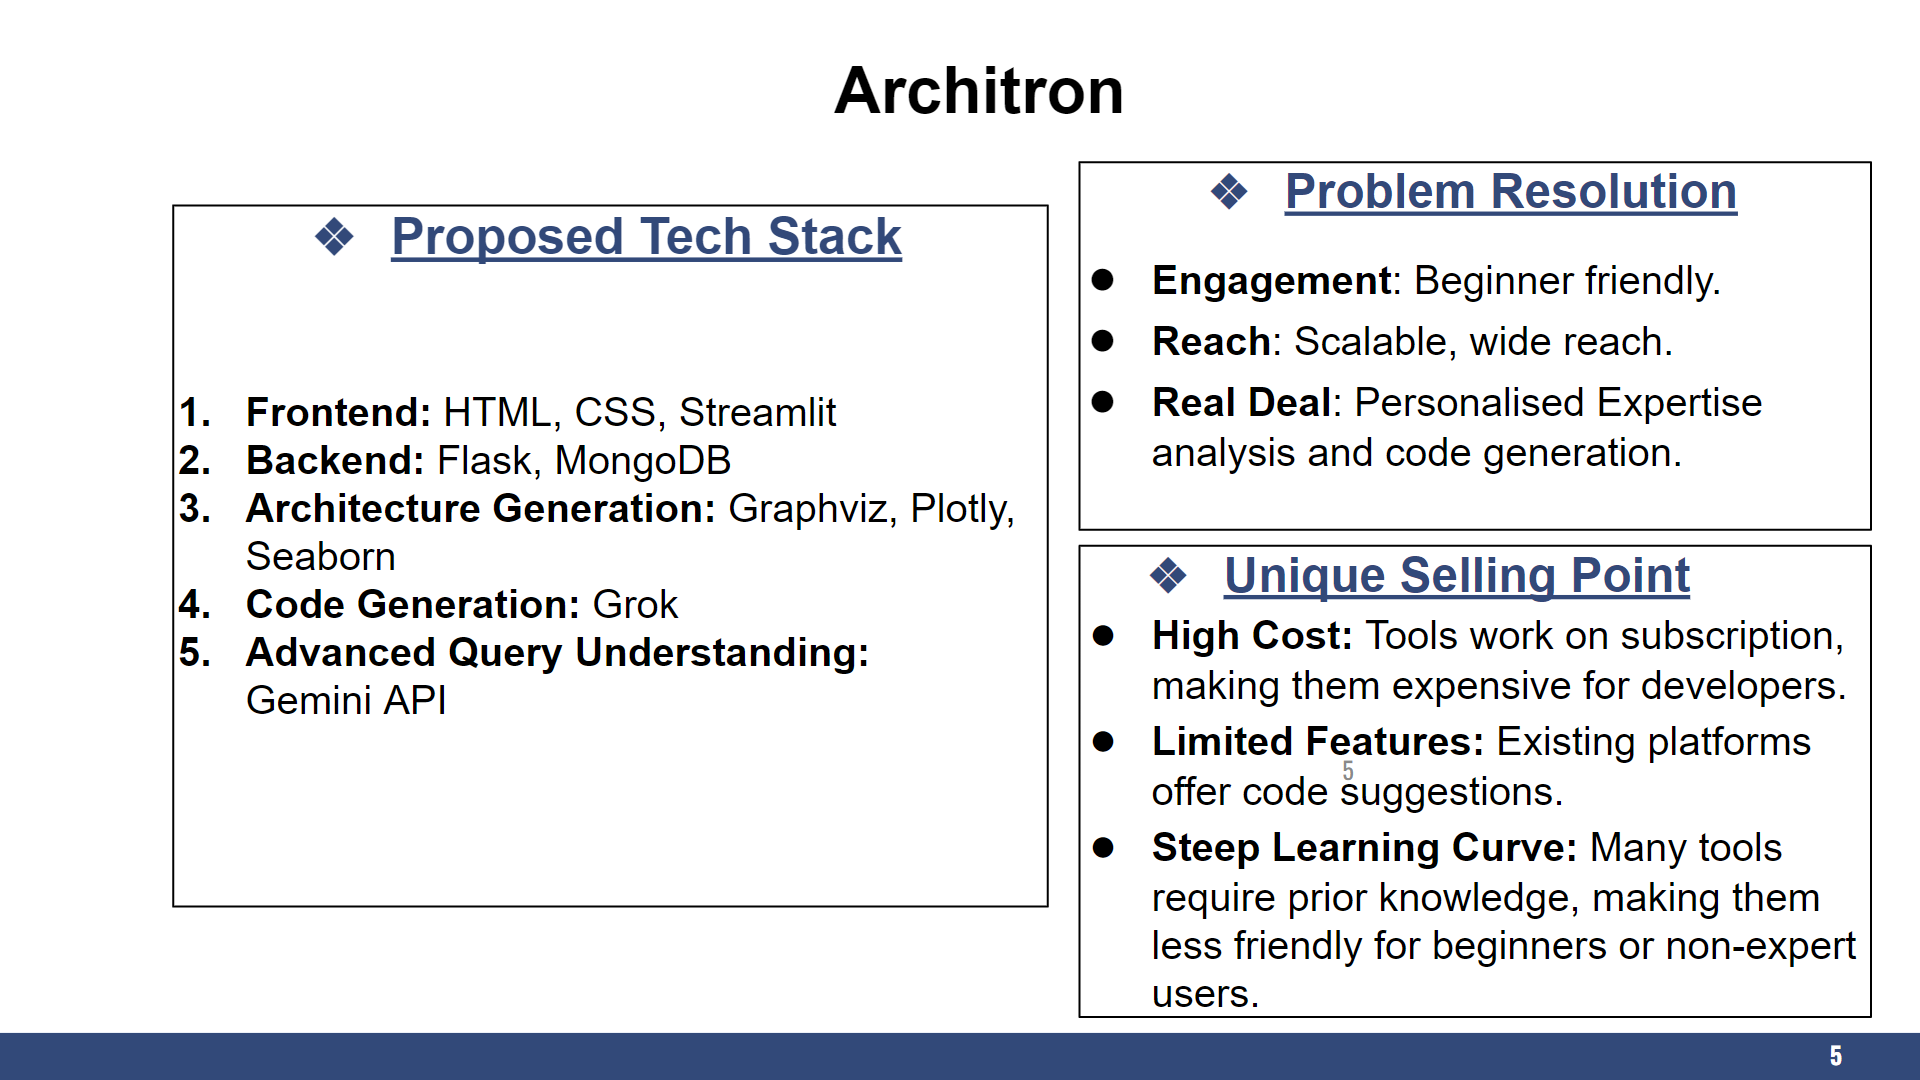 Architron
❖ Proposed Tech Stack
1. Frontend: HTML, CSS, Streamlit
2. Backend: Flask, MongoDB
3. Architecture Generation: Graphviz, Plotly,
Seaborn
4. Code Generation: Grok
5. Advanced Query Understanding:
Gemini API
❖ Problem Resolution
● Engagement: Beginner friendly.
● Reach: Scalable, wide reach.
● Real Deal: Personalised Expertise
analysis and code generation.
❖ Unique Selling Point
● High Cost: Tools work on subscription,
making them expensive for developers.
● Limited Features: Existing platforms
5
offer code suggestions.
● Steep Learning Curve: Many tools
require prior knowledge, making them
less friendly for beginners or non-expert
users.
5